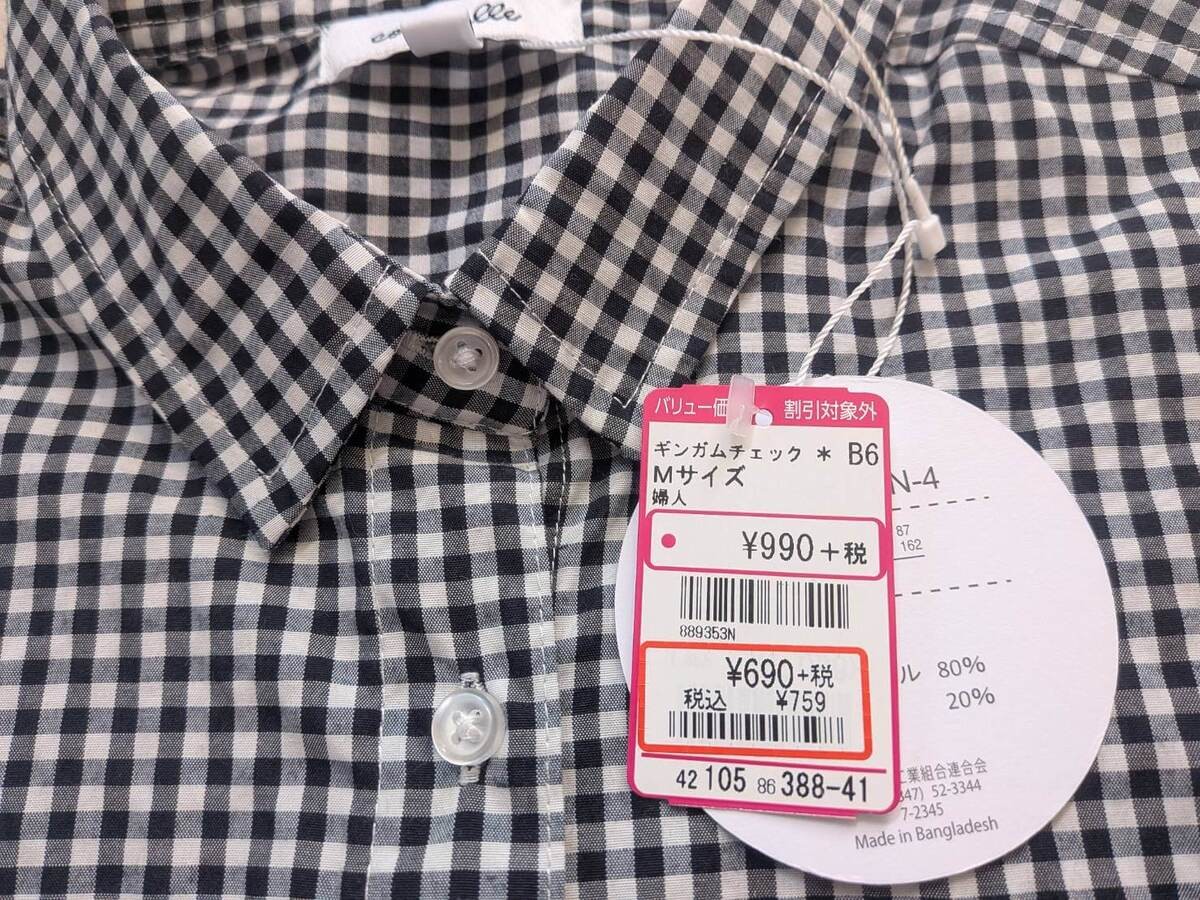 lle
バリュー価 割引対象外
ギンガムチェック * B6
Mサイズ
婦人
¥990+税
889353N
¥690+税
税込 ¥759
42 105 86 388-41
N-4
87
162
ル 80%
20%
工業組合連合会
347) 52-3344
7-2345
Made in Bangladesh